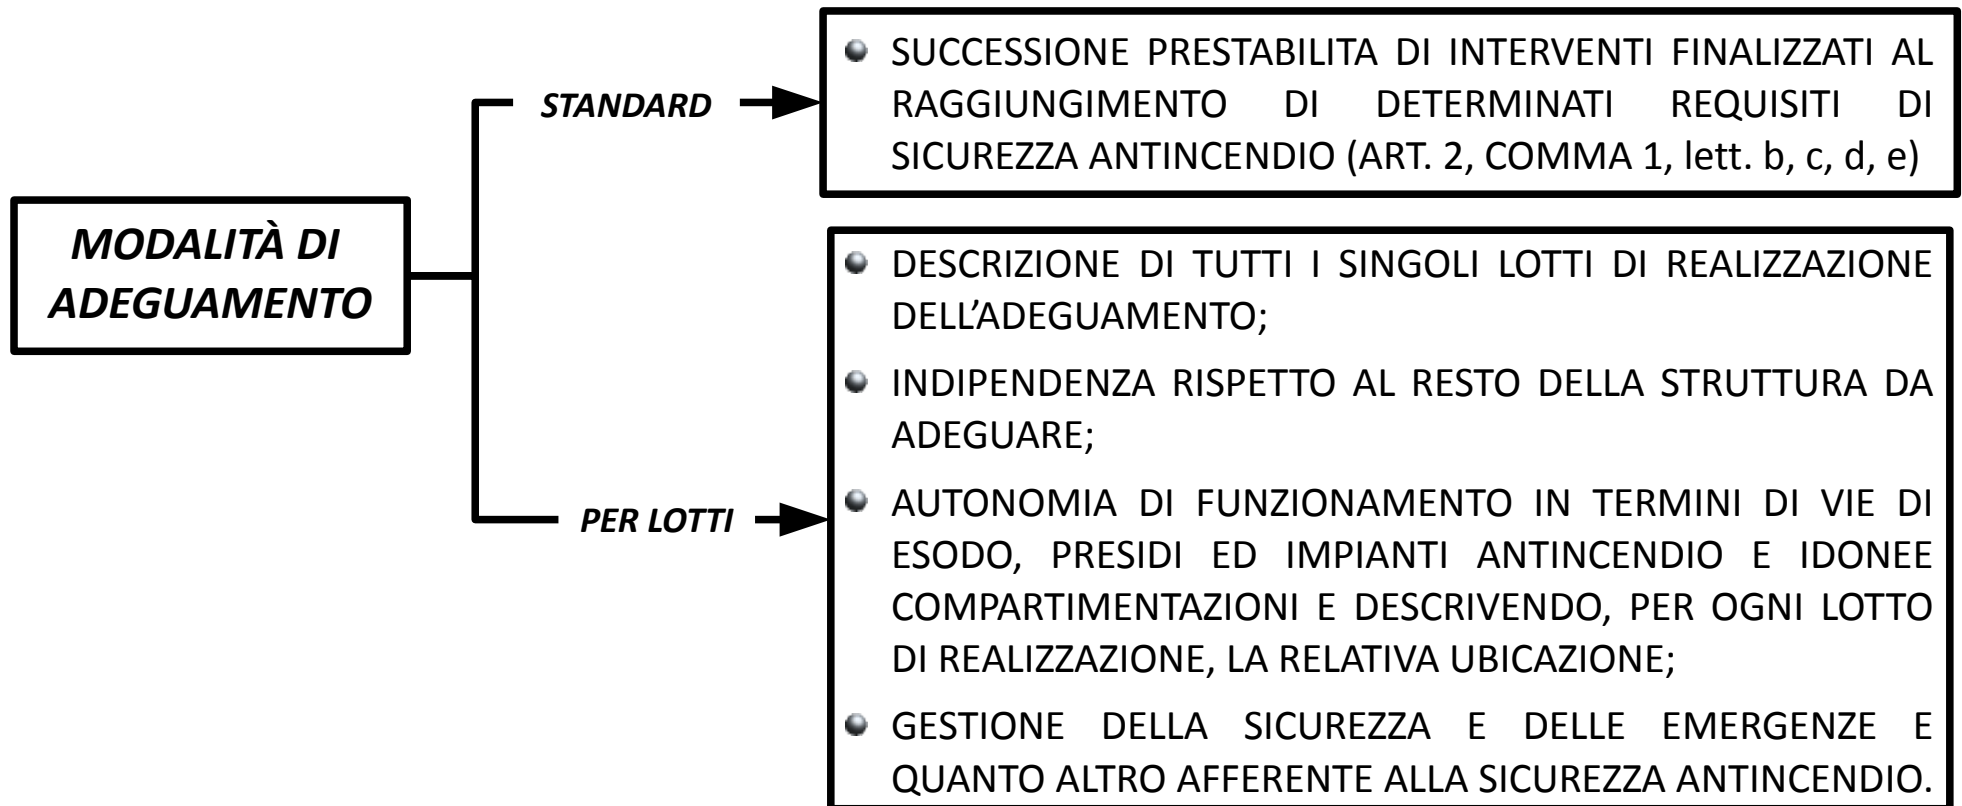 MODALITÀ DI
ADEGUAMENTO
STANDARD
SUCCESSIONE PRESTABILITA DI INTERVENTI FINALIZZATI AL
RAGGIUNGIMENTO DI DETERMINATI REQUISITI DI
SICUREZZA ANTINCENDIO (ART. 2, COMMA 1, lett. b, c, d, e)
PER LOTTI
DESCRIZIONE DI TUTTI I SINGOLI LOTTI DI REALIZZAZIONE
DELL’ADEGUAMENTO;
INDIPENDENZA RISPETTO AL RESTO DELLA STRUTTURA DA
ADEGUARE;
AUTONOMIA DI FUNZIONAMENTO IN TERMINI DI VIE DI
ESODO, PRESIDI ED IMPIANTI ANTINCENDIO E IDONEE
COMPARTIMENTAZIONI E DESCRIVENDO, PER OGNI LOTTO
DI REALIZZAZIONE, LA RELATIVA UBICAZIONE;
GESTIONE DELLA SICUREZZA E DELLE EMERGENZE E
QUANTO ALTRO AFFERENTE ALLA SICUREZZA ANTINCENDIO.